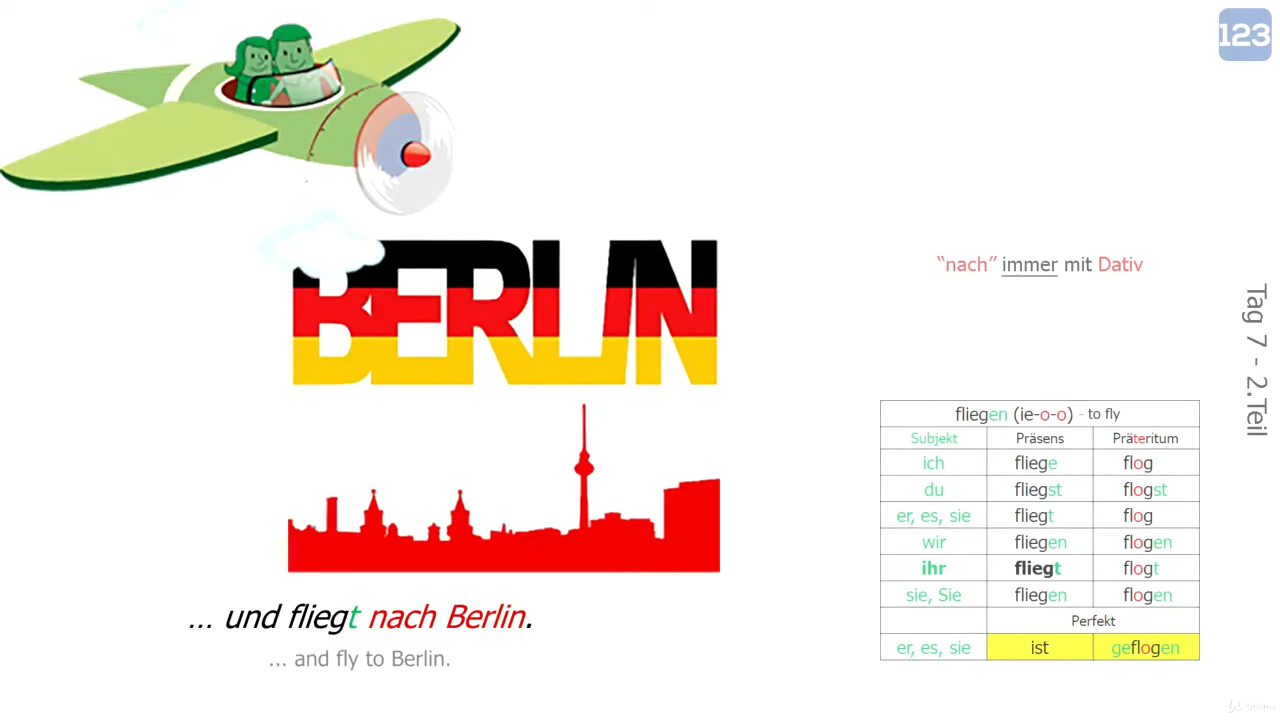 123
BERLIN
"nach" immer mit Dativ
Tag 7 - 2.Teil
fliegen (ie-o-o) - to fly
Subjekt Präsens Präteritum
ich fliege flog
du fliegst flogst
er, es, sie fliegt flog
wir fliegen flogen
ihr fliegt flogt
sie, Sie fliegen flogen
Perfekt
er, es, sie ist geflogen
... und fliegt nach Berlin.
... and fly to Berlin.